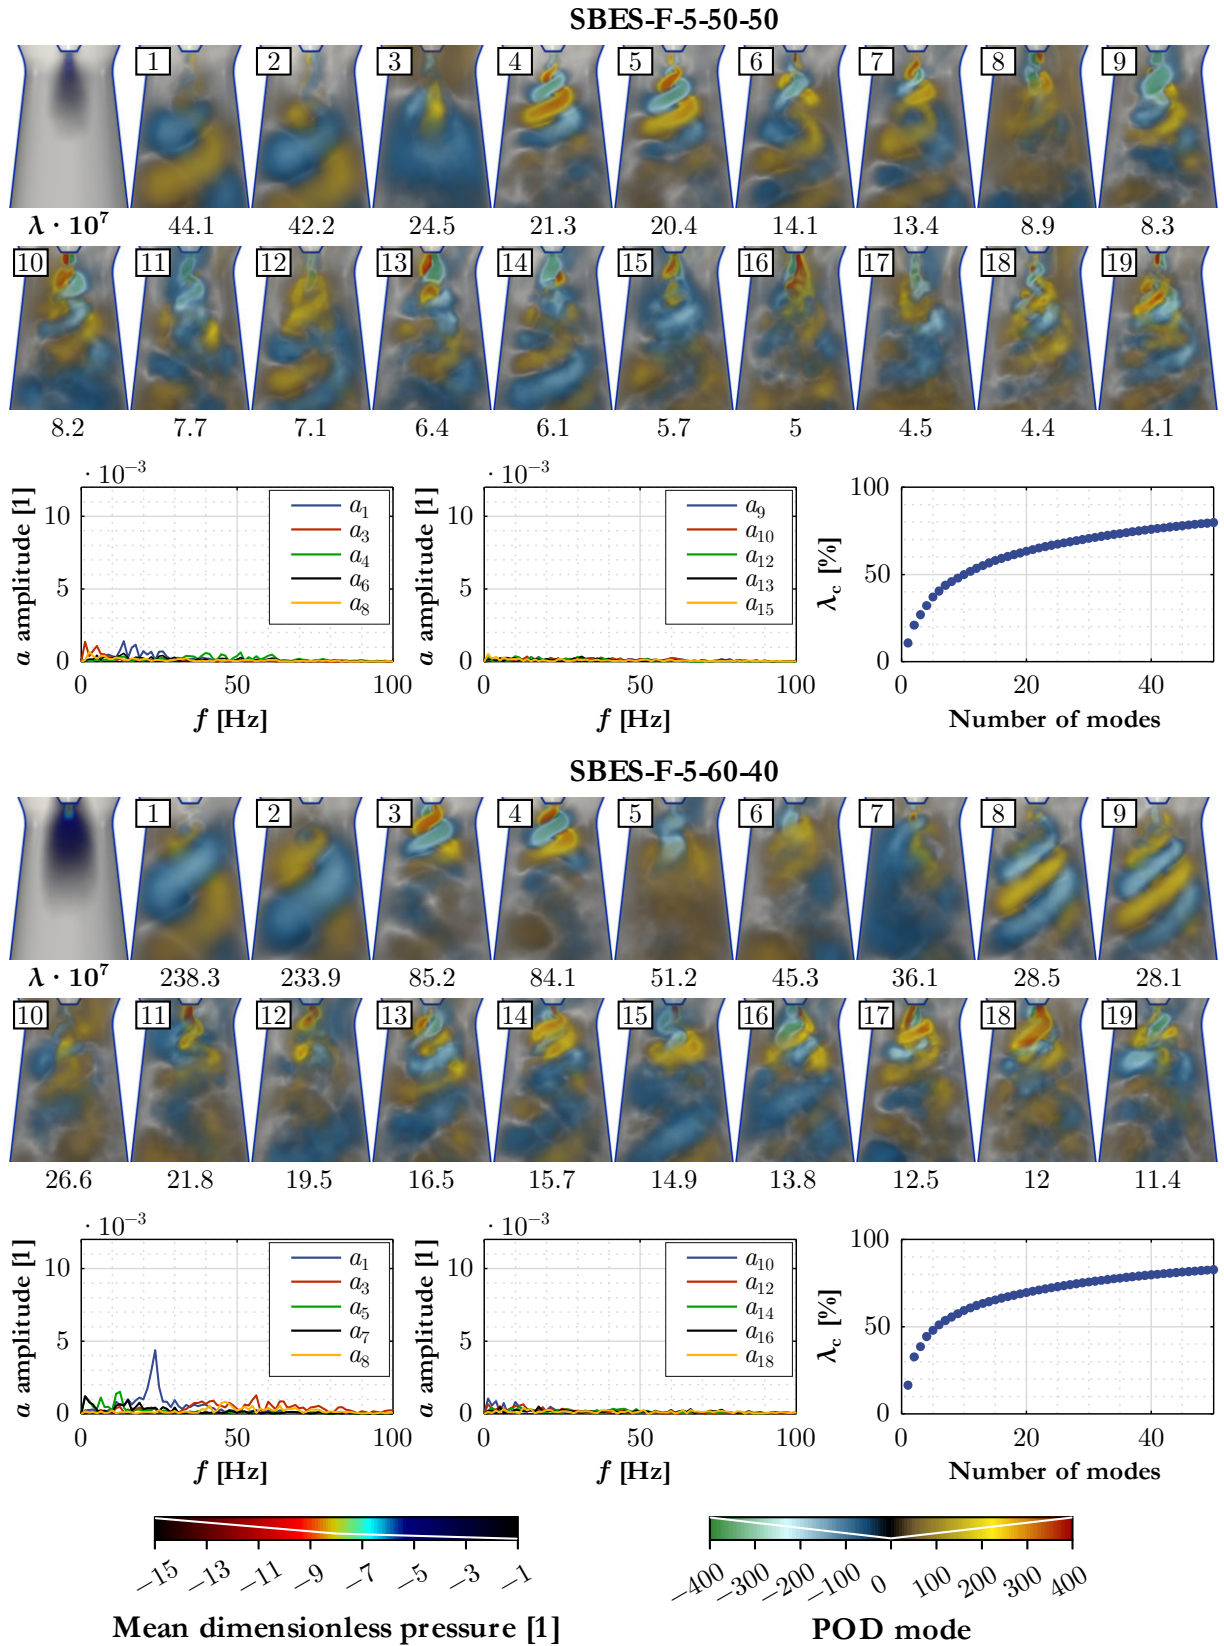 SBES-F-5-50-50
1 2 3 4 5 6 7 8 9
λ · 10⁷ 44.1 42.2 24.5 21.3 20.4 14.1 13.4 8.9 8.3
10 11 12 13 14 15 16 17 18 19
8.2 7.7 7.1 6.4 6.1 5.7 5 4.5 4.4 4.1
· 10⁻³ · 10⁻³
a amplitude [1]
10
5
0
0 50 100
f [Hz]
a₁
a₃
a₄
a₆
a₈
a amplitude [1]
10
5
0
0 50 100
f [Hz]
a₉
a₁₀
a₁₂
a₁₃
a₁₅
λc [%]
100
50
0
0 20 40
Number of modes
SBES-F-5-60-40
1 2 3 4 5 6 7 8 9
λ · 10⁷ 238.3 233.9 85.2 84.1 51.2 45.3 36.1 28.5 28.1
10 11 12 13 14 15 16 17 18 19
26.6 21.8 19.5 16.5 15.7 14.9 13.8 12.5 12 11.4
· 10⁻³ · 10⁻³
a amplitude [1]
10
5
0
0 50 100
f [Hz]
a₁
a₃
a₅
a₇
a₈
a amplitude [1]
10
5
0
0 50 100
f [Hz]
a₁₀
a₁₂
a₁₄
a₁₆
a₁₈
λc [%]
100
50
0
0 20 40
Number of modes
−15 −13 −11 −9 −7 −5 −3 −1
Mean dimensionless pressure [1]
−400 −300 −200 −100 0 100 200 300 400
POD mode